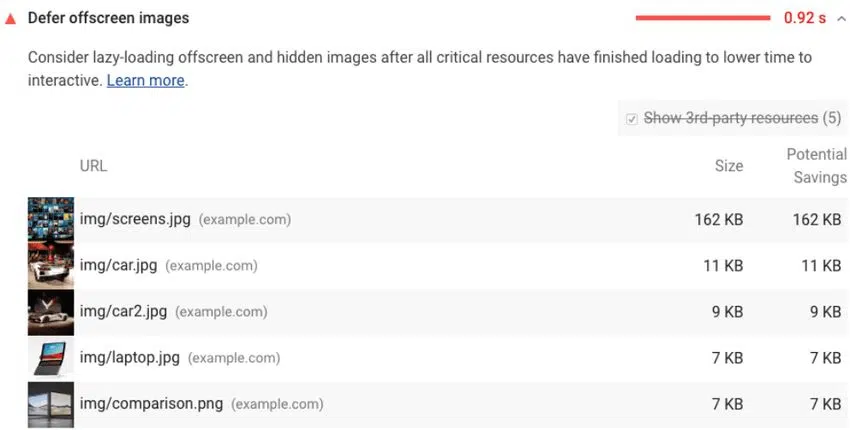 Defer offscreen images 0.92 s
Consider lazy-loading offscreen and hidden images after all critical resources have finished loading to lower time to
interactive. Learn more.
Show 3rd-party resources (5)
URL Size Potential Savings
img/screens.jpg (example.com) 162 KB 162 KB
img/car.jpg (example.com) 11 KB 11 KB
img/car2.jpg (example.com) 9 KB 9 KB
img/laptop.jpg (example.com) 7 KB 7 KB
img/comparison.png (example.com) 7 KB 7 KB